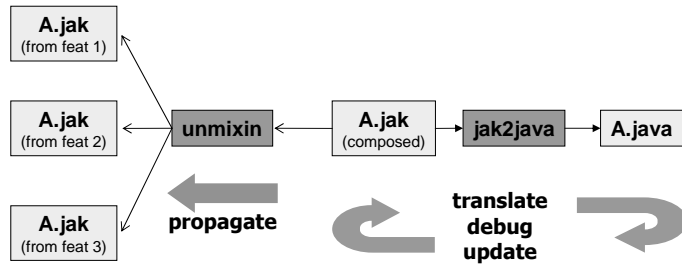 A.jak
(from feat 1)
A.jak
(from feat 2)
A.jak
(from feat 3)
unmixin
A.jak
(composed)
jak2java
A.java
propagate
translate
debug
update